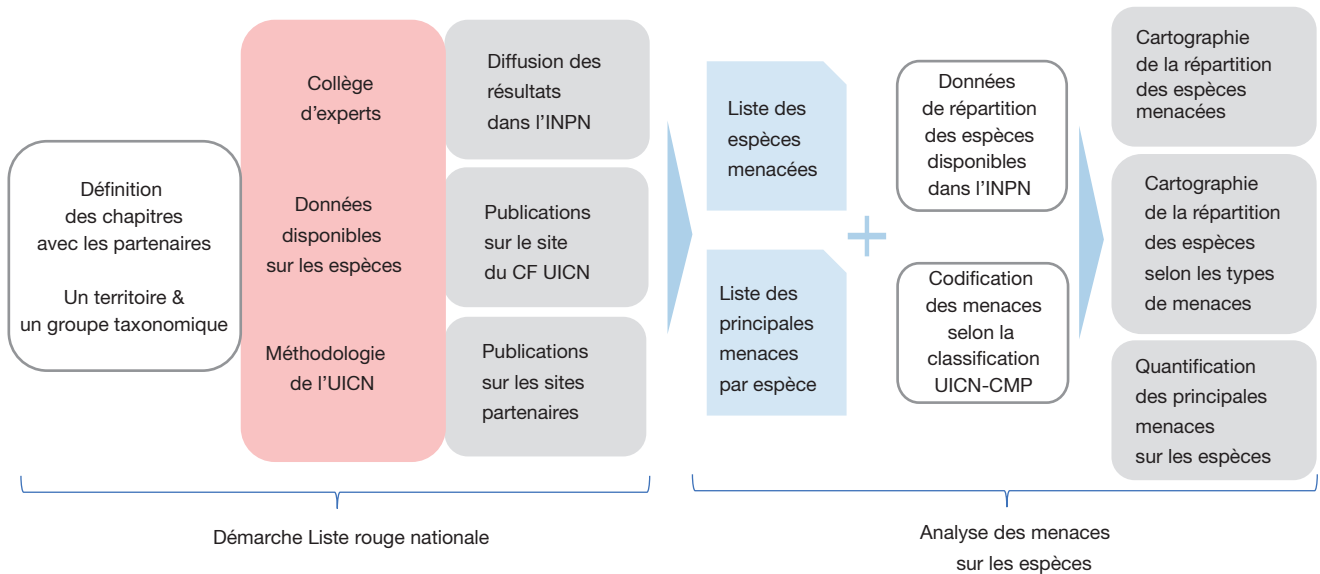 Définition
des chapitres
avec les partenaires
Un territoire &
un groupe taxonomique
Collège
d'experts
Données
disponibles
sur les espèces
Méthodologie
de l'UICN
Diffusion des
résultats
dans l'INPN
Publications
sur le site
du CF UICN
Publications
sur les sites
partenaires
Démarche Liste rouge nationale
Liste des
espèces
menacées
Liste des
principales
menaces
par espèce
+
Données
de répartition
des espèces
disponibles
dans l'INPN
Codification
des menaces
selon la
classification
UICN-CMP
Cartographie
de la répartition
des espèces
menacées
Cartographie
de la répartition
des espèces
selon les types
de menaces
Quantification
des principales
menaces
sur les espèces
Analyse des menaces
sur les espèces